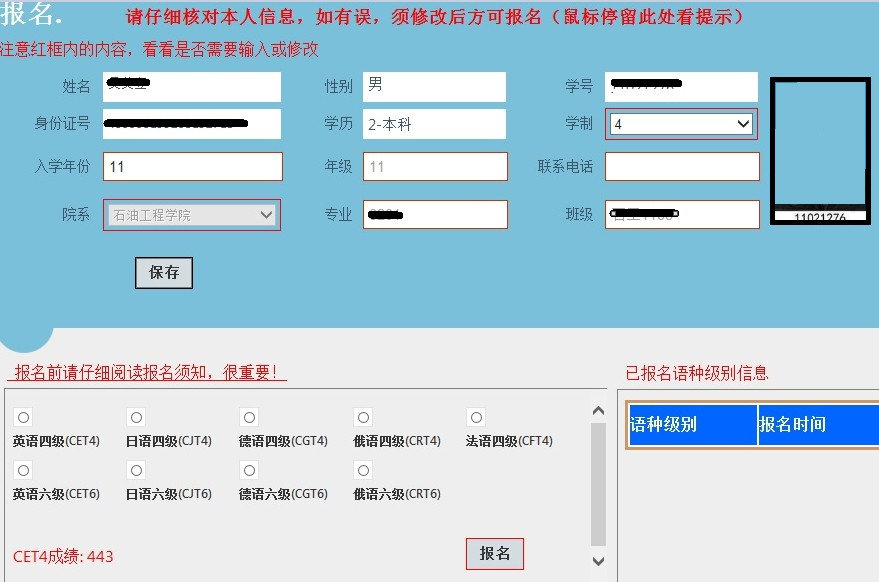 报名.
请仔细核对本人信息，如有误，须修改后方可报名（鼠标停留此处看提示）
注意红框内的内容，看看是否需要输入或修改
姓名 性别 男 学号
身份证号 学历 2-本科 学制 4
入学年份 11 年级 11 联系电话
院系 石油工程学院 专业 班级
11021276
保存
报名前请仔细阅读报名须知，很重要！
已报名语种级别信息
英语四级(CET4) 日语四级(CJT4) 德语四级(CGT4) 俄语四级(CRT4) 法语四级(CFT4)
英语六级(CET6) 日语六级(CJT6) 德语六级(CGT6) 俄语六级(CRT6)
语种级别 报名时间
CET4成绩: 443
报名